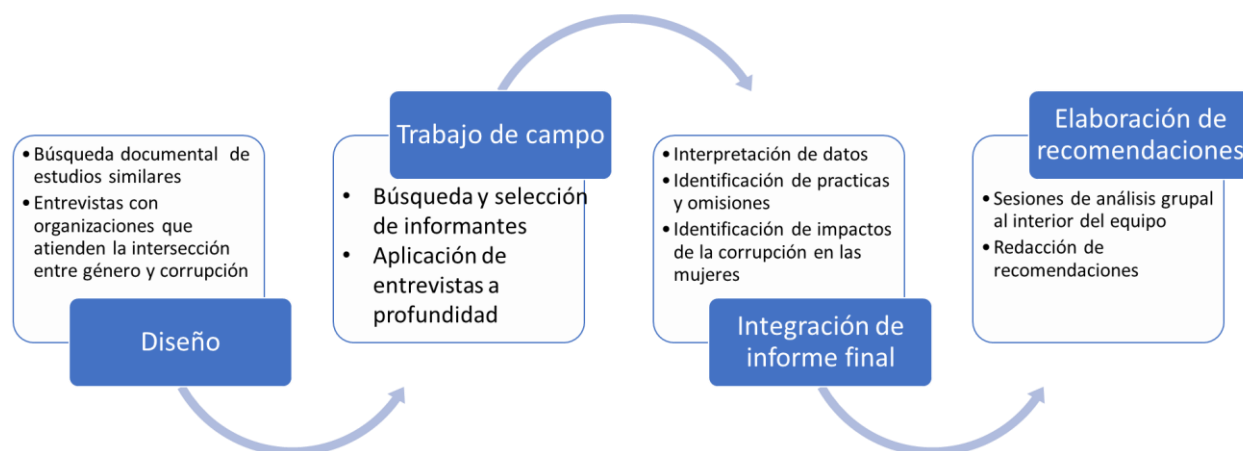 • Búsqueda documental de
estudios similares
• Entrevistas con
organizaciones que
atienden la intersección
entre género y corrupción
Diseño
Trabajo de campo
• Búsqueda y selección
de informantes
• Aplicación de
entrevistas a
profundidad
• Interpretación de datos
• Identificación de practicas
y omisiones
• Identificación de impactos
de la corrupción en las
mujeres
Integración de
informe final
Elaboración de
recomendaciones
• Sesiones de análisis grupal
al interior del equipo
• Redacción de
recomendaciones